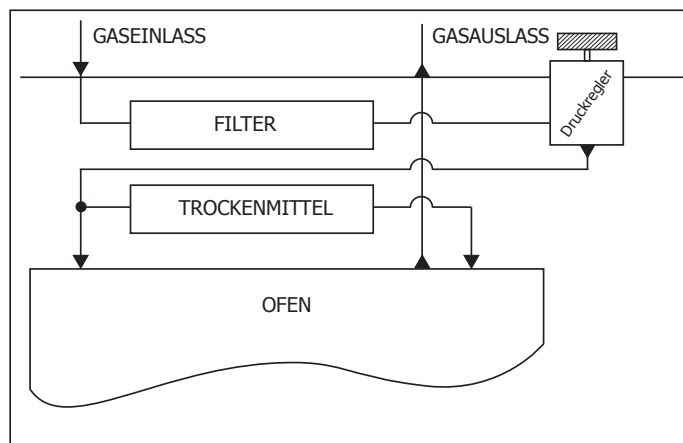 GASEINLASS
GASAUSLASS
FILTER
Druckregler
TROCKENMITTEL
OFEN